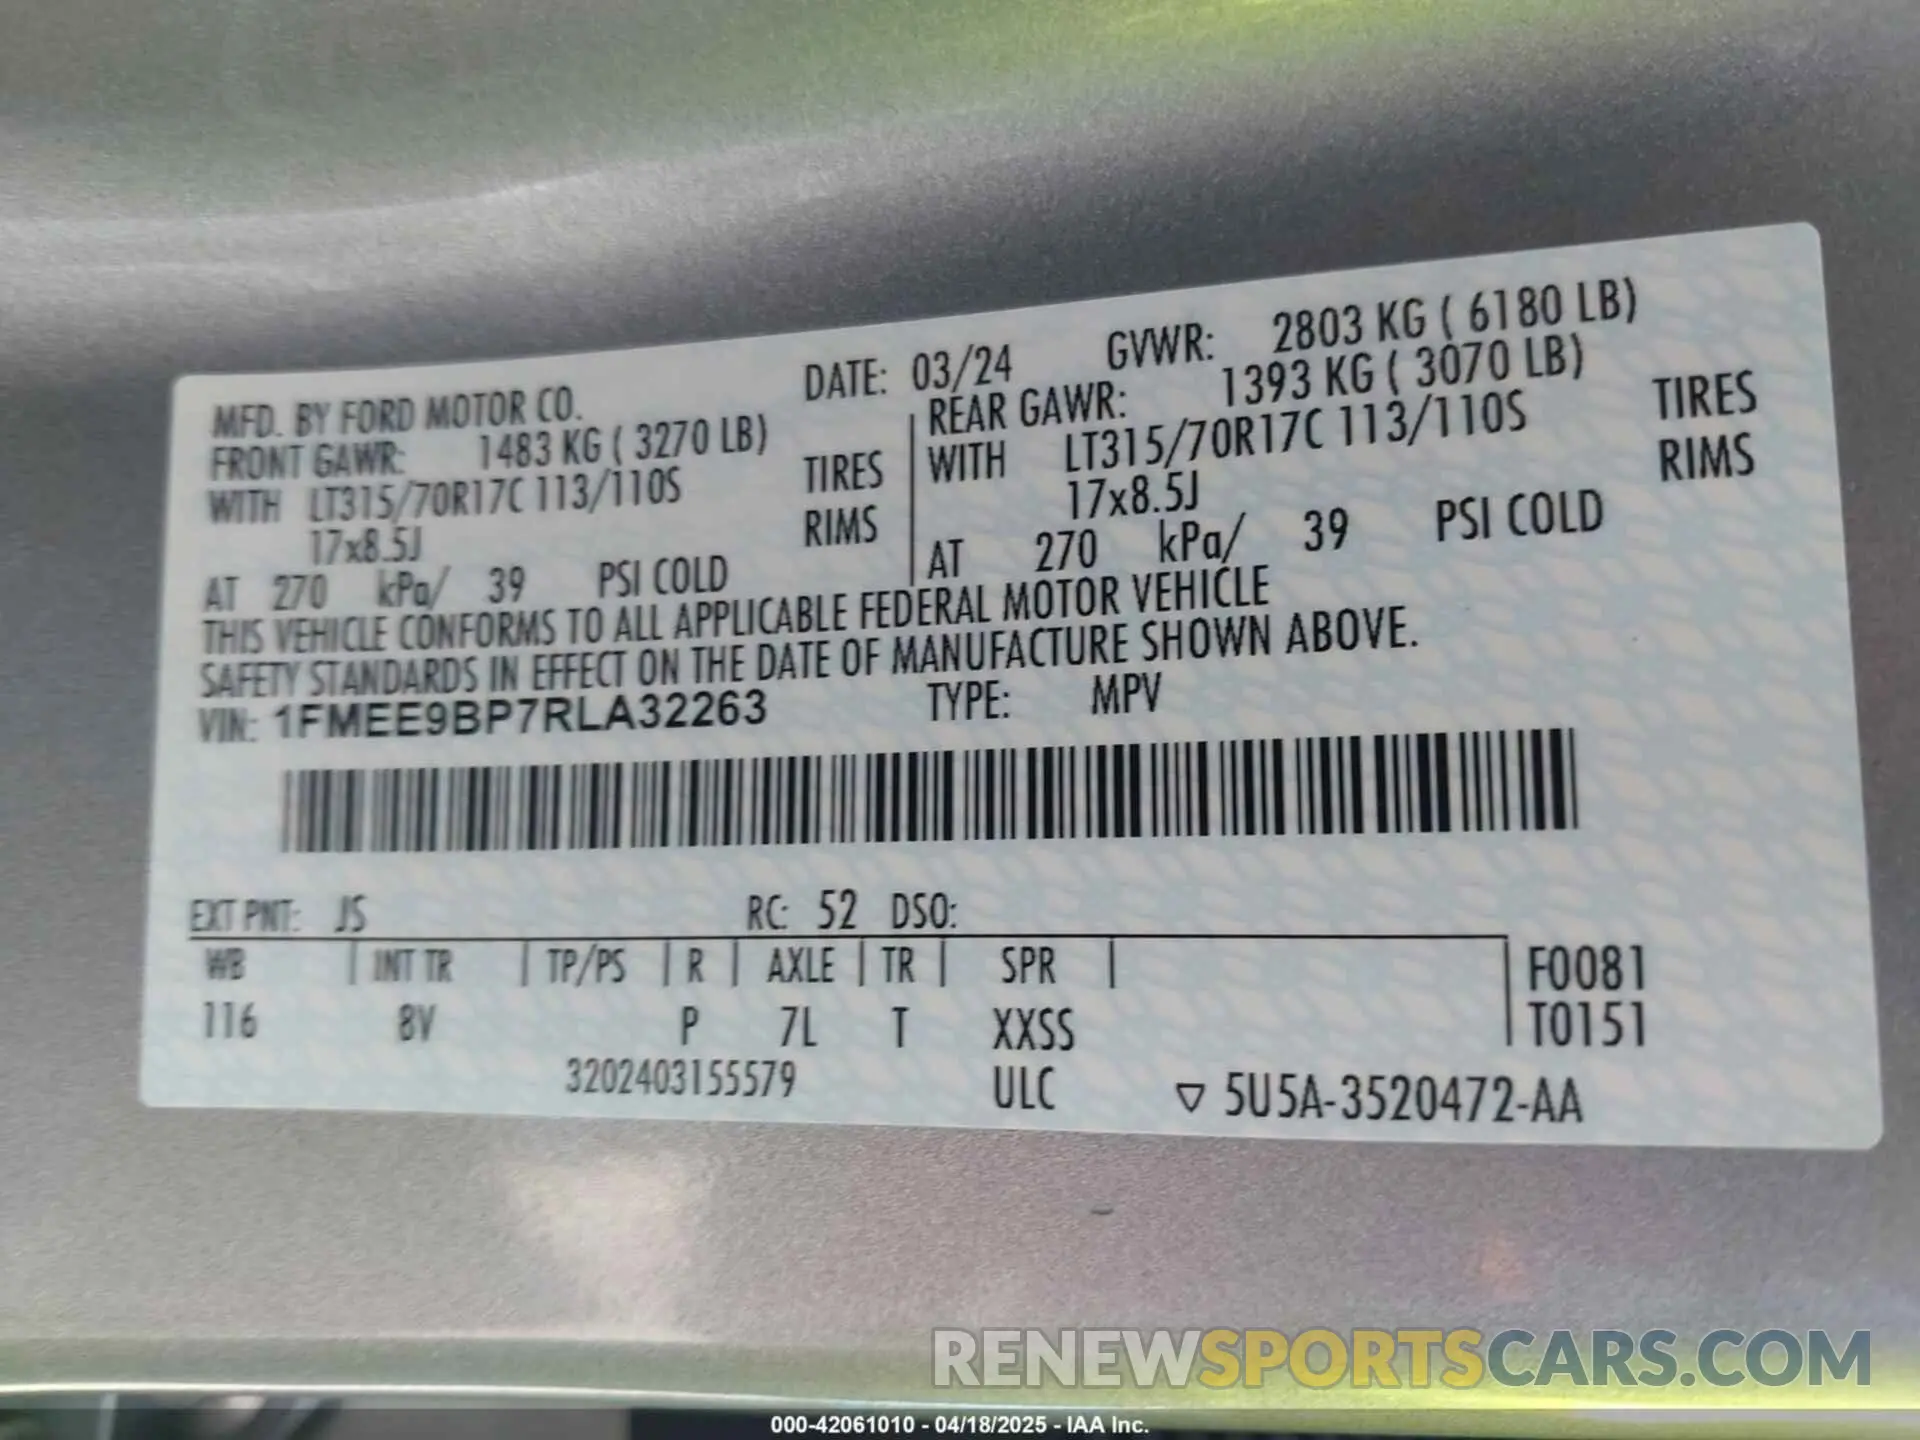 MFD. BY FORD MOTOR CO. DATE: 03/24 GVWR: 2803 KG ( 6180 LB)
FRONT GAWR: 1483 KG ( 3270 LB) REAR GAWR: 1393 KG ( 3070 LB)
WITH LT315/70R17C 113/110S TIRES WITH LT315/70R17C 113/110S TIRES
17x8.5J RIMS 17x8.5J RIMS
AT 270 kPa/ 39 PSI COLD AT 270 kPa/ 39 PSI COLD
THIS VEHICLE CONFORMS TO ALL APPLICABLE FEDERAL MOTOR VEHICLE
SAFETY STANDARDS IN EFFECT ON THE DATE OF MANUFACTURE SHOWN ABOVE.
VIN: 1FMEE9BP7RLA32263 TYPE: MPV
EXT PNT: JS RC: 52 DSO:
WB INT TR TP/PS R AXLE TR SPR F0081
116 8V P 7L T XXSS T0151
3202403155579 ULC ▽ 5U5A-3520472-AA
RENEWSPORTSCARS.COM
000-42061010 - 04/18/2025 - IAA Inc.